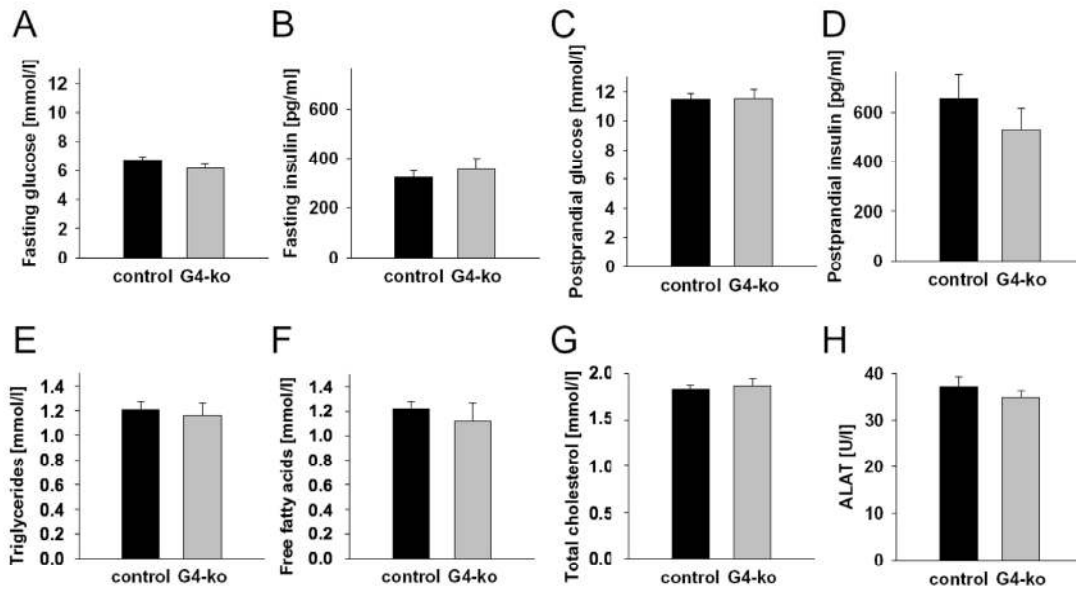 A
Fasting glucose [mmol/l]
12
10
8
6
4
2
0
control G4-ko
B
Fasting insulin [pg/ml]
600
400
200
0
control G4-ko
C
Postprandial glucose [mmol/l]
12
10
8
6
4
2
0
control G4-ko
D
Postprandial insulin [pg/ml]
600
400
200
0
control G4-ko
E
Triglycerides [mmol/l]
1.4
1.2
1.0
0.8
0.6
0.4
0.2
0.0
control G4-ko
F
Free fatty acids [mmol/l]
1.4
1.2
1.0
0.8
0.6
0.4
0.2
0.0
control G4-ko
G
Total cholesterol [mmol/l]
2.0
1.5
1.0
0.5
0.0
control G4-ko
H
ALAT [U/l]
40
30
20
10
0
control G4-ko